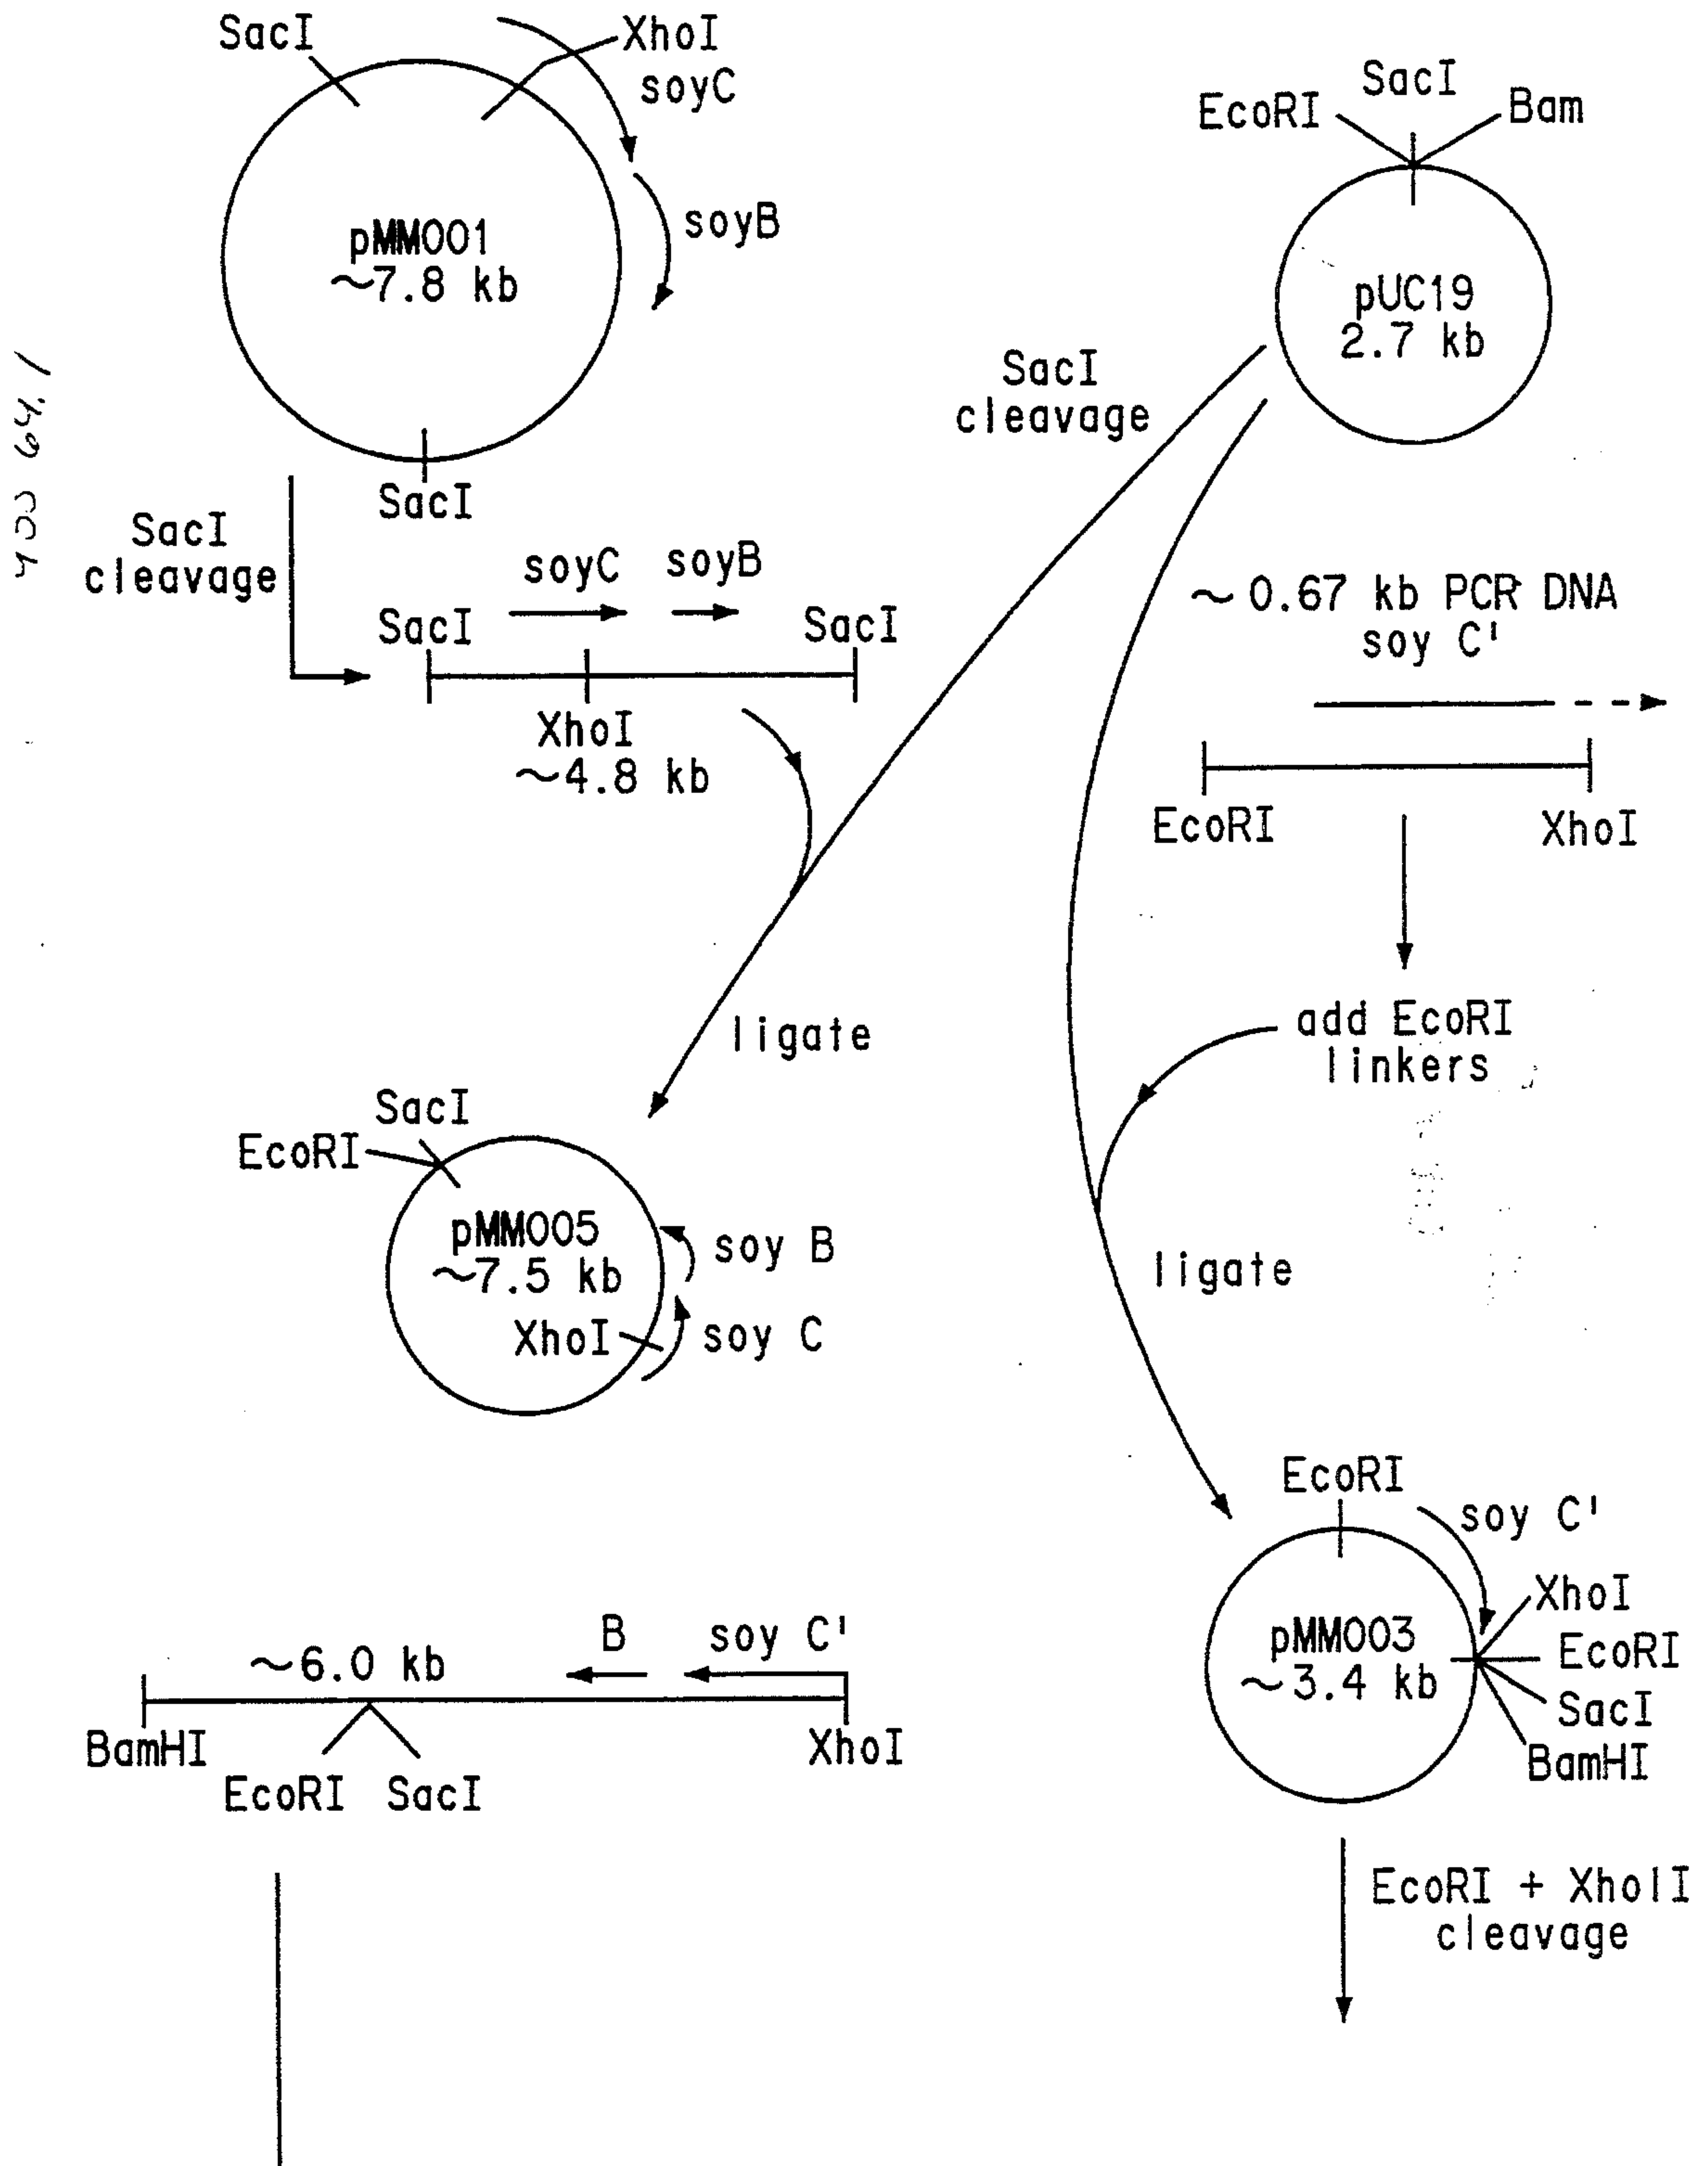 SacI
XhoI
soyC
soyB
pMM001
~7.8 kb
SacI
SacI
cleavage
soyC
soyB
SacI
SacI
XhoI
~4.8 kb
SacI
EcoRI
Bam
pUC19
2.7 kb
SacI
cleavage
~ 0.67 kb PCR DNA
soy C'
EcoRI
XhoI
add EcoRI
linkers
ligate
ligate
SacI
EcoRI
pMM005
~7.5 kb
soy B
XhoI
soy C
EcoRI
soy C'
XhoI
EcoRI
SacI
BamHI
pMM003
~3.4 kb
~6.0 kb
B
soy C'
BamHI
XhoI
EcoRI
SacI
EcoRI + XhoII
cleavage